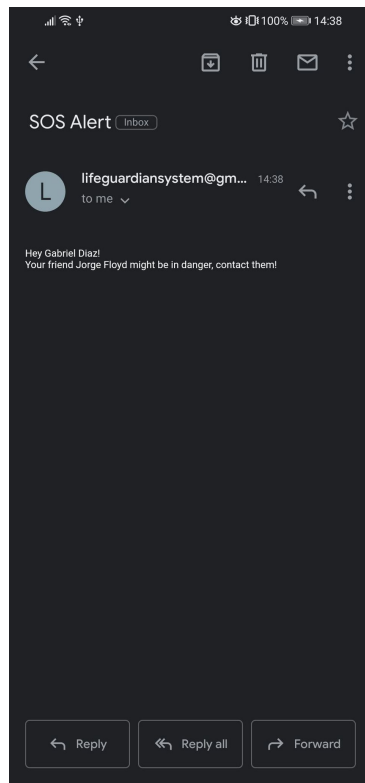 100% 14:38
SOS Alert Inbox
L
lifeguardiansystem@gm... 14:38
to me
Hey Gabriel Diaz!
Your friend Jorge Floyd might be in danger, contact them!
Reply
Reply all
Forward